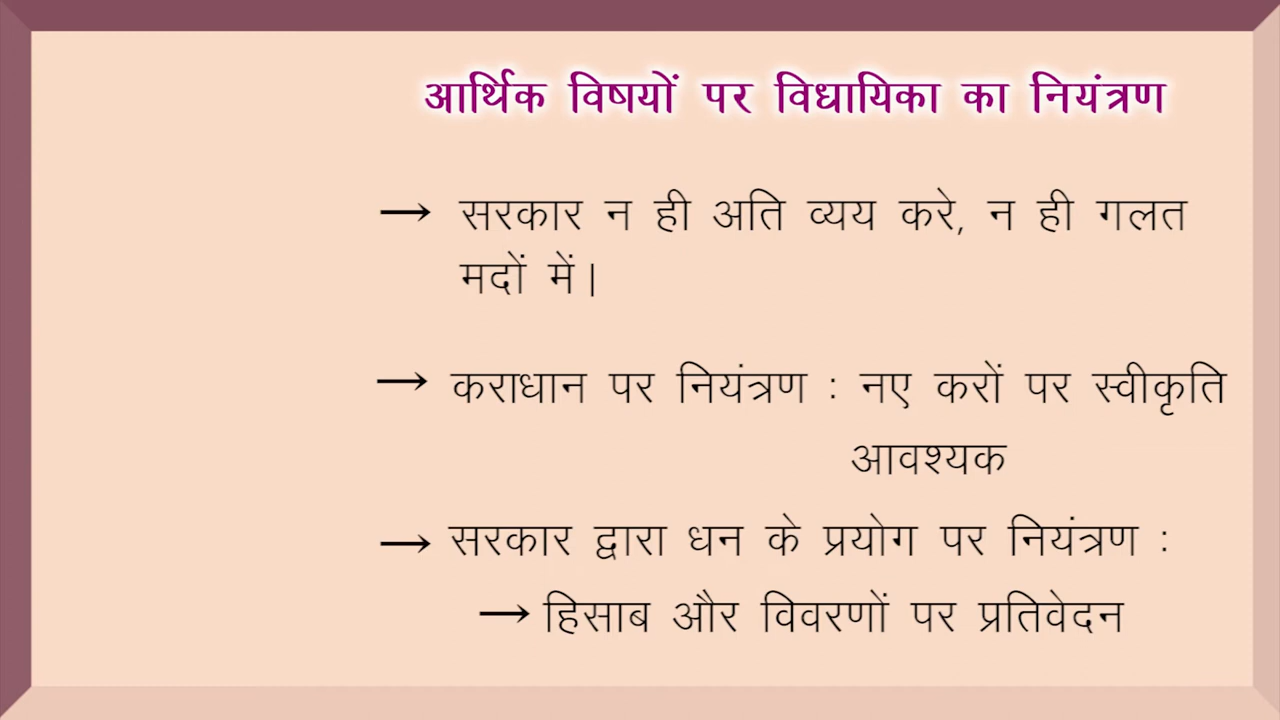 आर्थिक विषयों पर विधायिका का नियंत्रण
→ सरकार न ही अति व्यय करे, न ही गलत
मदों में।
→ कराधान पर नियंत्रण : नए करों पर स्वीकृति
आवश्यक
→ सरकार द्वारा धन के प्रयोग पर नियंत्रण :
→ हिसाब और विवरणों पर प्रतिवेदन